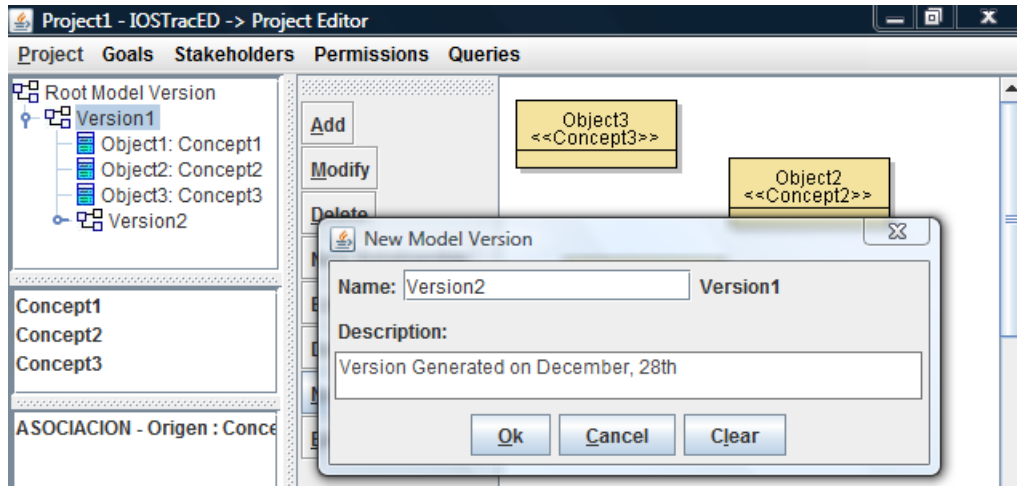 Project1 - IOSTracED -> Project Editor
Project Goals Stakeholders Permissions Queries
Root Model Version
Version1
Object1: Concept1
Object2: Concept2
Object3: Concept3
Version2
Concept1
Concept2
Concept3
ASOCIACION - Origen : Conce
Add
Modify
Delete
Object3
<<Concept3>>
Object2
<<Concept2>>
New Model Version
Name: Version2 Version1
Description:
Version Generated on December, 28th
Ok Cancel Clear